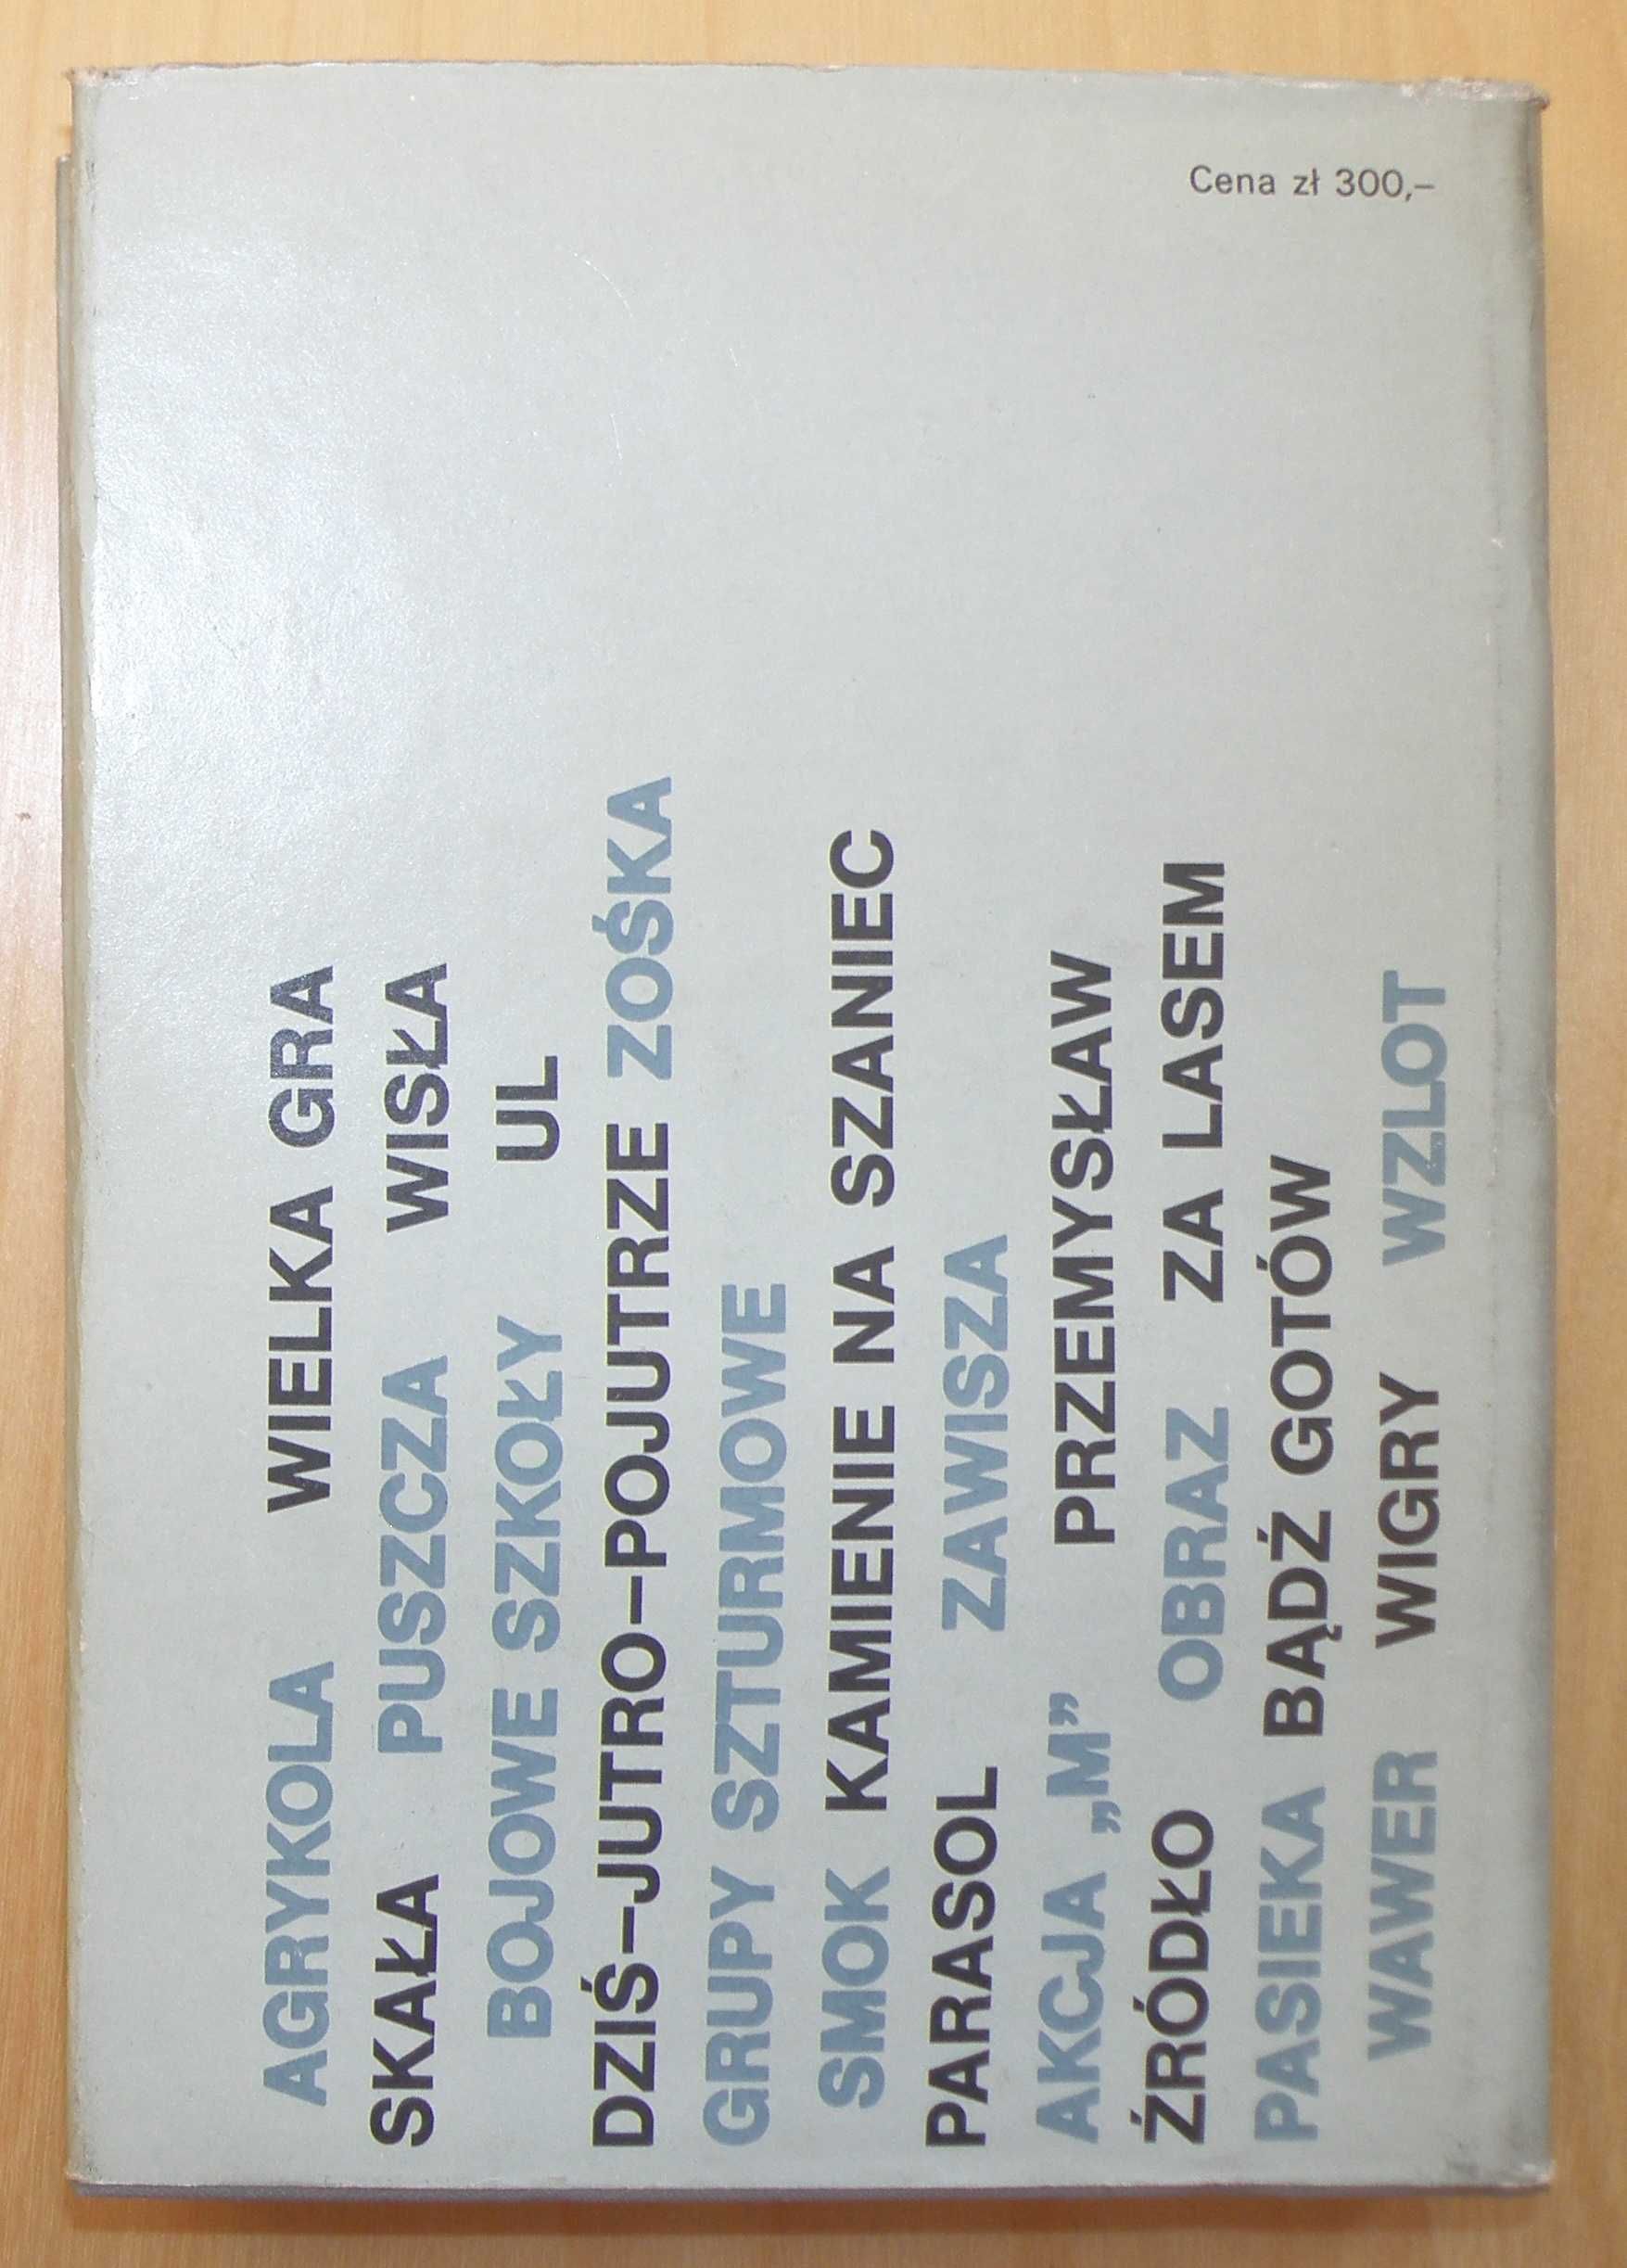 Cena zł 300,–
AGRYKOLA WIELKA GRA
SKAŁA PUSZCZA WISŁA
BOJOWE SZKOŁY UL
DZIŚ–JUTRO–POJUTRZE ZOŚKA
GRUPY SZTURMOWE
SMOK KAMIENIE NA SZANIEC
PARASOL ZAWISZA
AKCJA „M” PRZEMYSŁAW
ŹRÓDŁO OBRAZ ZA LASEM
PASIEKA BĄDŹ GOTÓW
WAWER WIGRY WZLOT